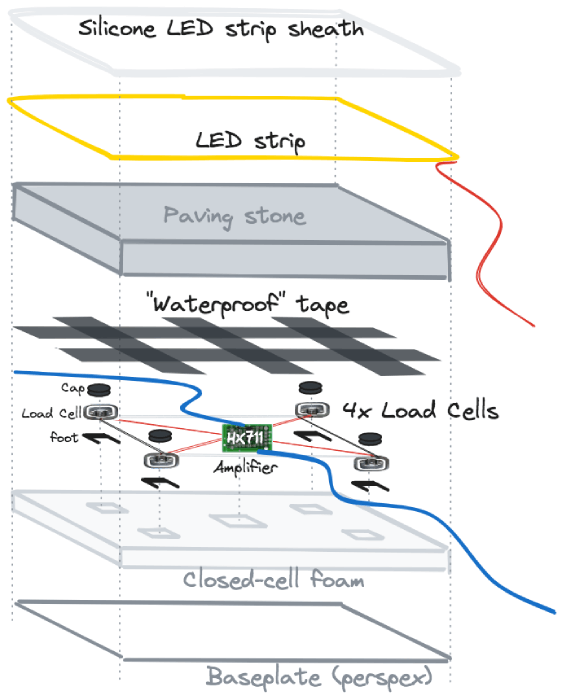 Silicone LED strip sheath
LED strip
Paving stone
"Waterproof" tape
Cap
Load Cell
4x Load Cells
foot
HX711
Amplifier
Closed-cell foam
Baseplate (perspex)